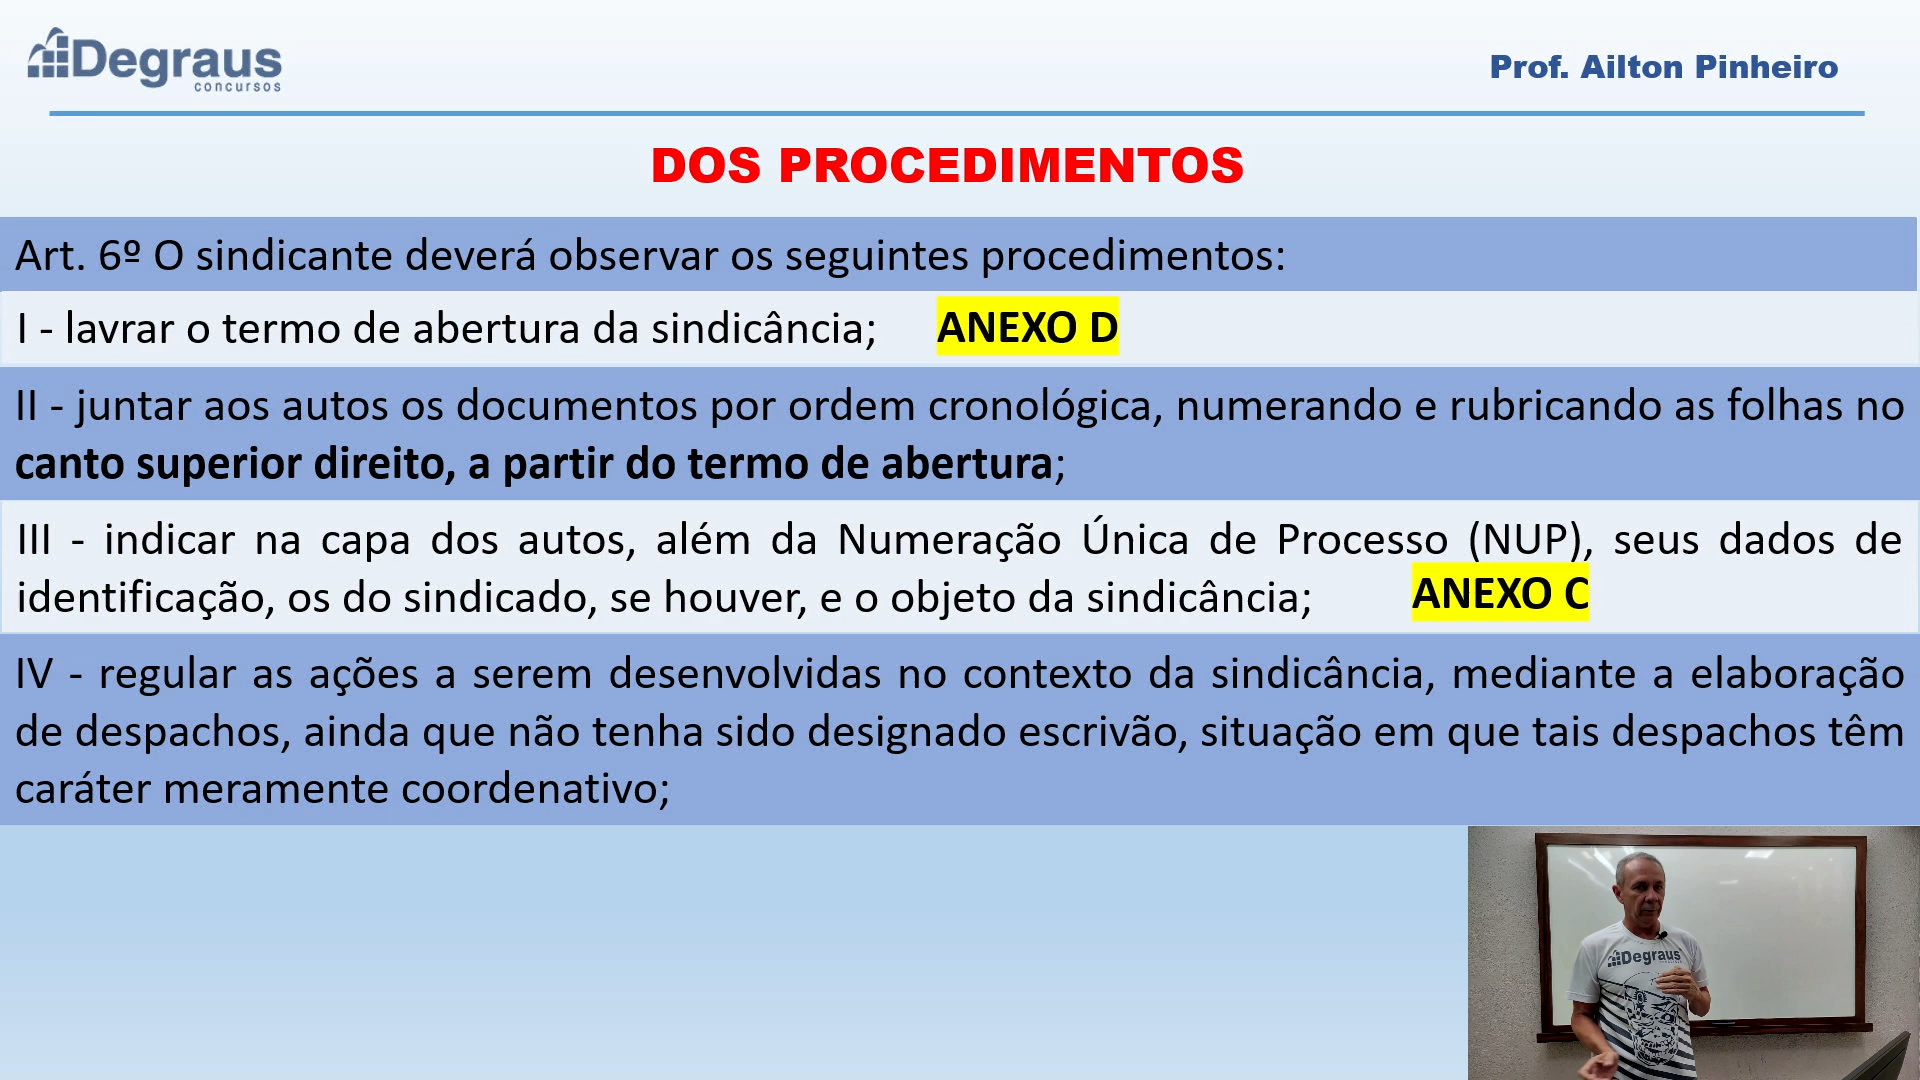 Degraus
concursos
Prof. Ailton Pinheiro
DOS PROCEDIMENTOS
Art. 6º O sindicante deverá observar os seguintes procedimentos:
I - lavrar o termo de abertura da sindicância; ANEXO D
II - juntar aos autos os documentos por ordem cronológica, numerando e rubricando as folhas no
canto superior direito, a partir do termo de abertura;
III - indicar na capa dos autos, além da Numeração Única de Processo (NUP), seus dados de
identificação, os do sindicado, se houver, e o objeto da sindicância; ANEXO C
IV - regular as ações a serem desenvolvidas no contexto da sindicância, mediante a elaboração
de despachos, ainda que não tenha sido designado escrivão, situação em que tais despachos têm
caráter meramente coordenativo;
Degraus